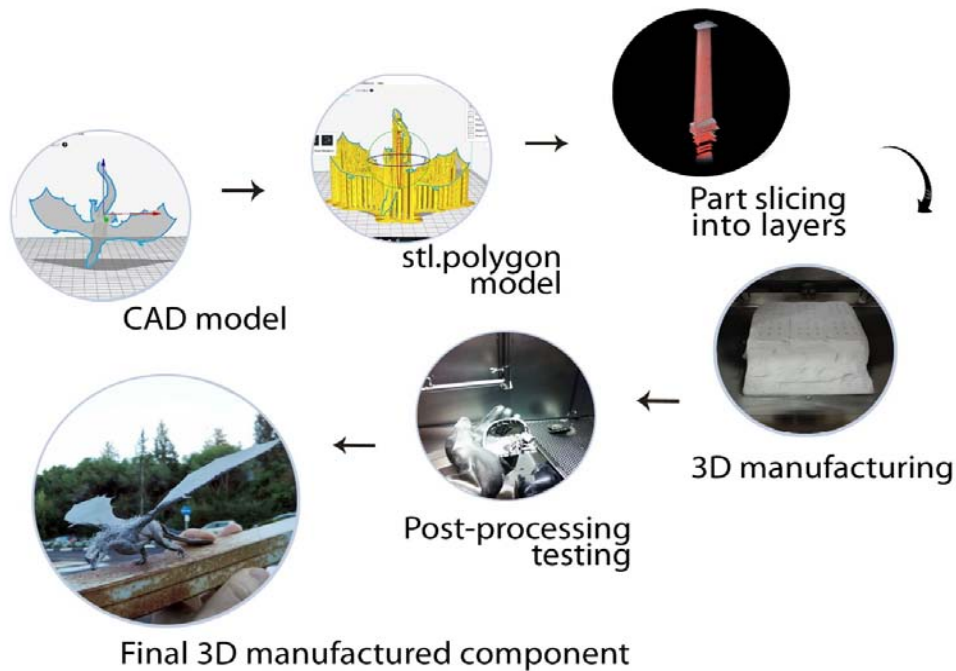 CAD model
stl.polygon
model
Part slicing
into layers
3D manufacturing
Post-processing
testing
Final 3D manufactured component